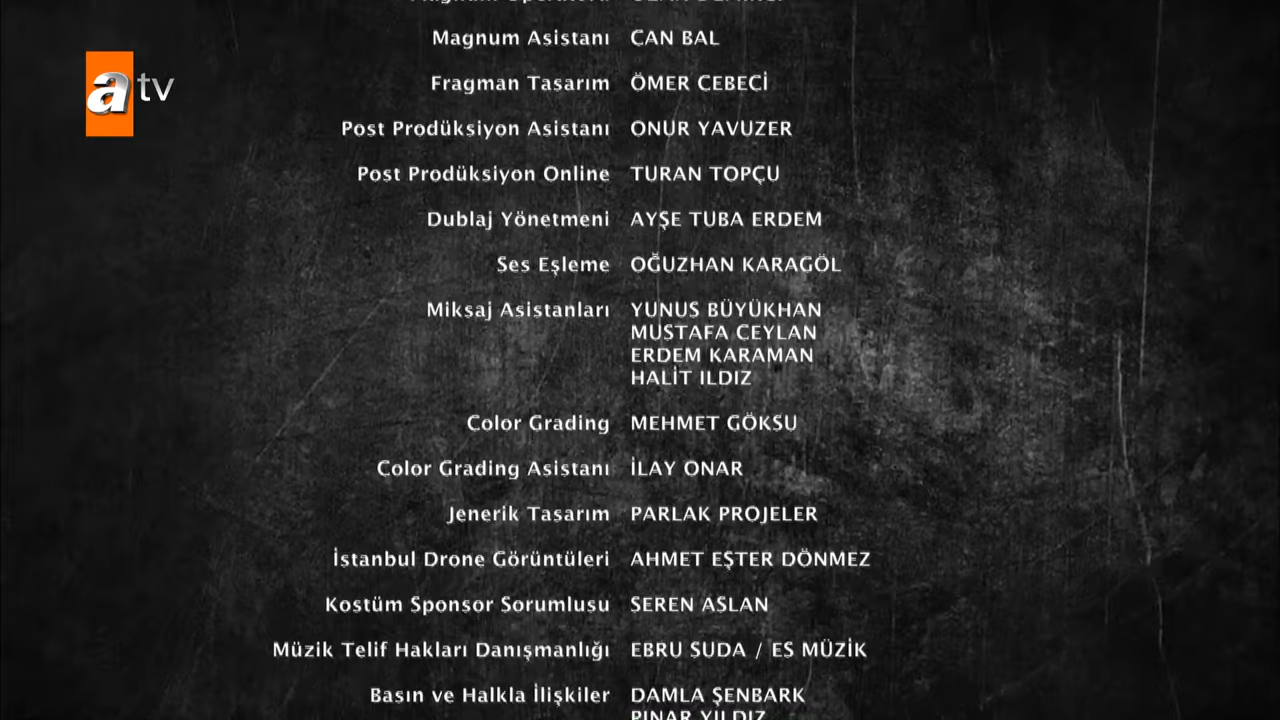 atv
Magnum Asistanı CAN BAL
Fragman Tasarım ÖMER CEBECİ
Post Prodüksiyon Asistanı ONUR YAVUZER
Post Prodüksiyon Online TURAN TOPÇU
Dublaj Yönetmeni AYŞE TUBA ERDEM
Ses Eşleme OĞUZHAN KARAGÖL
Miksaj Asistanları YUNUS BÜYÜKHAN
MUSTAFA CEYLAN
ERDEM KARAMAN
HALİT ILDIZ
Color Grading MEHMET GÖKSU
Color Grading Asistanı İLAY ONAR
Jenerik Tasarım PARLAK PROJELER
İstanbul Drone Görüntüleri AHMET EŞTER DÖNMEZ
Kostüm Sponsor Sorumlusu SEREN ASLAN
Müzik Telif Hakları Danışmanlığı EBRU SUDA / ES MÜZİK
Basın ve Halkla İlişkiler DAMLA ŞENBARK
PINAR YILDIZ